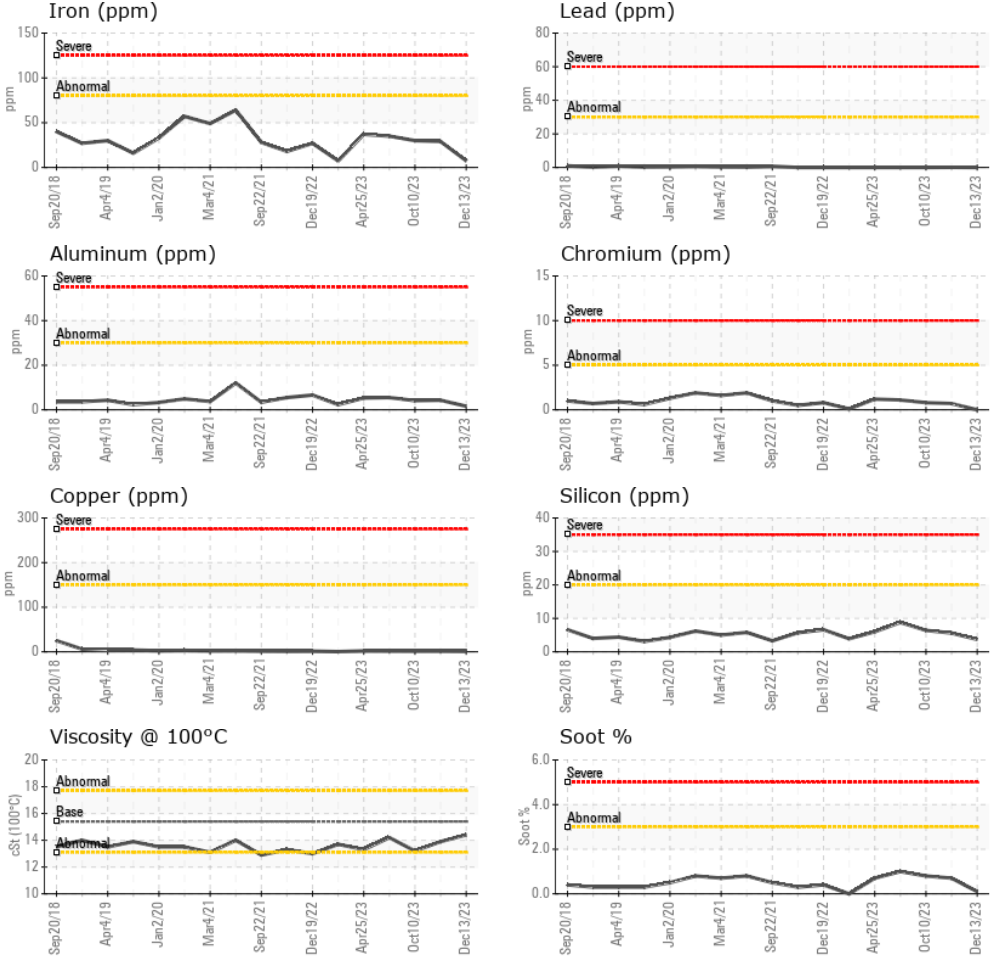 Iron (ppm)
150
100
50
0
ppm
Severe
Abnormal
Sep20/18
Apr4/19
Jan2/20
Mar4/21
Sep22/21
Dec19/22
Apr25/23
Oct10/23
Dec13/23
Lead (ppm)
80
60
40
20
0
ppm
Severe
Abnormal
Sep20/18
Apr4/19
Jan2/20
Mar4/21
Sep22/21
Dec19/22
Apr25/23
Oct10/23
Dec13/23
Aluminum (ppm)
60
40
20
0
ppm
Severe
Abnormal
Sep20/18
Apr4/19
Jan2/20
Mar4/21
Sep22/21
Dec19/22
Apr25/23
Oct10/23
Dec13/23
Chromium (ppm)
15
10
5
0
ppm
Severe
Abnormal
Sep20/18
Apr4/19
Jan2/20
Mar4/21
Sep22/21
Dec19/22
Apr25/23
Oct10/23
Dec13/23
Copper (ppm)
300
200
100
0
ppm
Severe
Abnormal
Sep20/18
Apr4/19
Jan2/20
Mar4/21
Sep22/21
Dec19/22
Apr25/23
Oct10/23
Dec13/23
Silicon (ppm)
40
30
20
10
0
ppm
Severe
Abnormal
Sep20/18
Apr4/19
Jan2/20
Mar4/21
Sep22/21
Dec19/22
Apr25/23
Oct10/23
Dec13/23
Viscosity @ 100°C
20
18
16
14
12
10
cSt (100°C)
Abnormal
Base
Abnormal
Sep20/18
Apr4/19
Jan2/20
Mar4/21
Sep22/21
Dec19/22
Apr25/23
Oct10/23
Dec13/23
Soot %
6.0
4.0
2.0
0.0
Soot %
Severe
Abnormal
Sep20/18
Apr4/19
Jan2/20
Mar4/21
Sep22/21
Dec19/22
Apr25/23
Oct10/23
Dec13/23